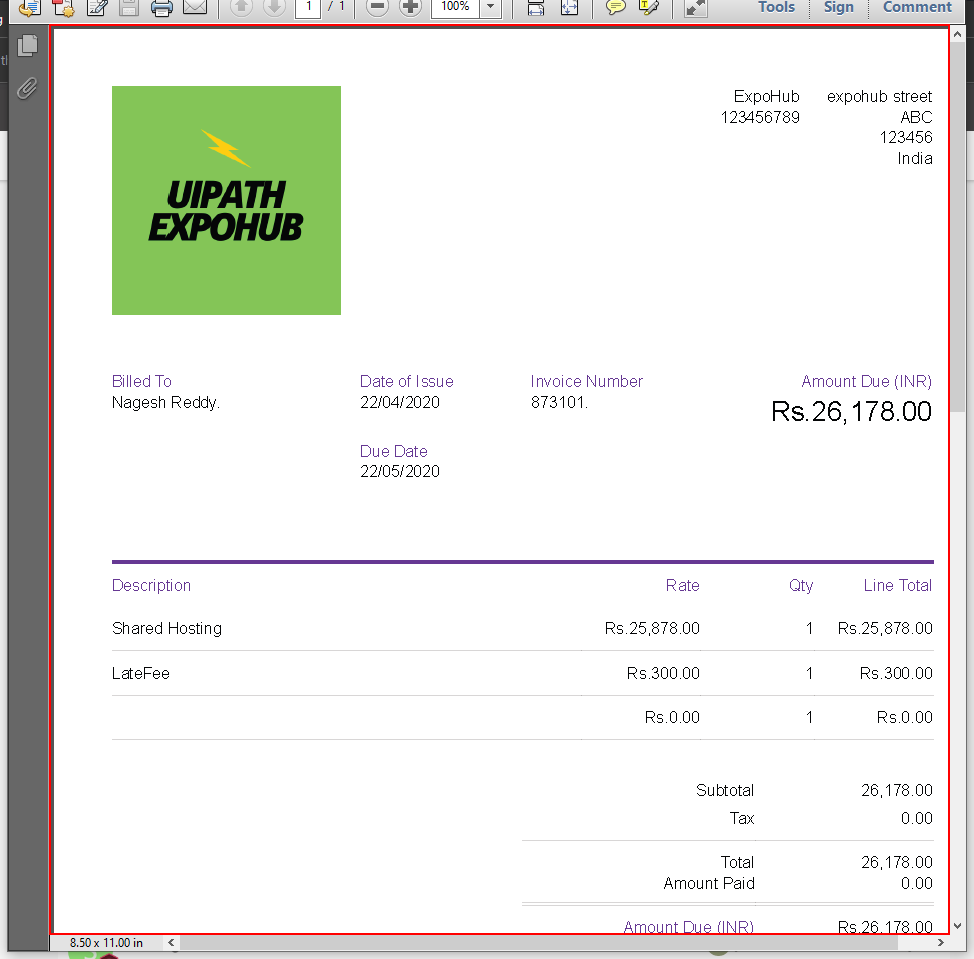 1 / 1 100% Tools Sign Comment
ExpoHub expohub street
123456789 ABC
123456
India
UIPATH
EXPOHUB
Billed To Date of Issue Invoice Number Amount Due (INR)
Nagesh Reddy. 22/04/2020 873101. Rs.26,178.00
Due Date
22/05/2020
Description Rate Qty Line Total
Shared Hosting Rs.25,878.00 1 Rs.25,878.00
LateFee Rs.300.00 1 Rs.300.00
Rs.0.00 1 Rs.0.00
Subtotal 26,178.00
Tax 0.00
Total 26,178.00
Amount Paid 0.00
Amount Due (INR) Rs.26,178.00
8.50 x 11.00 in